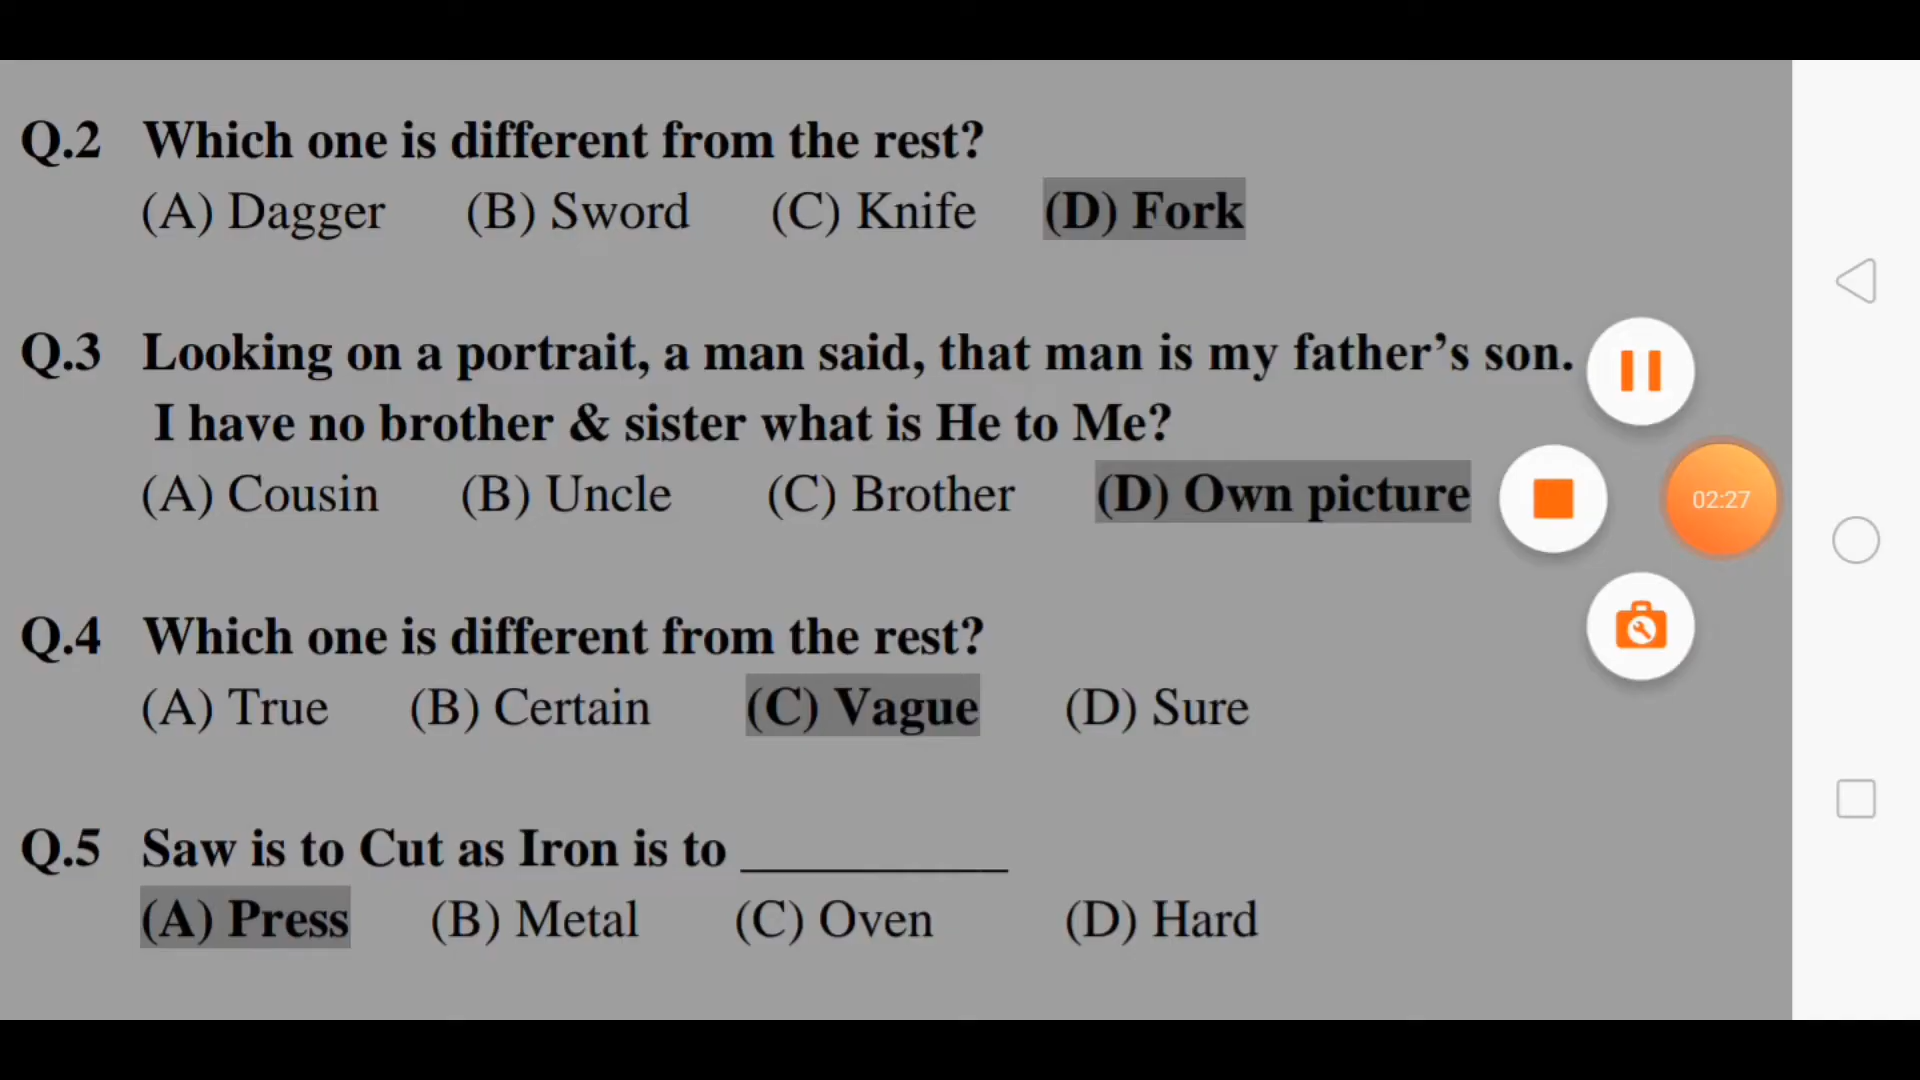 Q.2 Which one is different from the rest?
(A) Dagger (B) Sword (C) Knife (D) Fork
Q.3 Looking on a portrait, a man said, that man is my father’s son.
I have no brother & sister what is He to Me?
(A) Cousin (B) Uncle (C) Brother (D) Own picture
02:27
Q.4 Which one is different from the rest?
(A) True (B) Certain (C) Vague (D) Sure
Q.5 Saw is to Cut as Iron is to __________
(A) Press (B) Metal (C) Oven (D) Hard